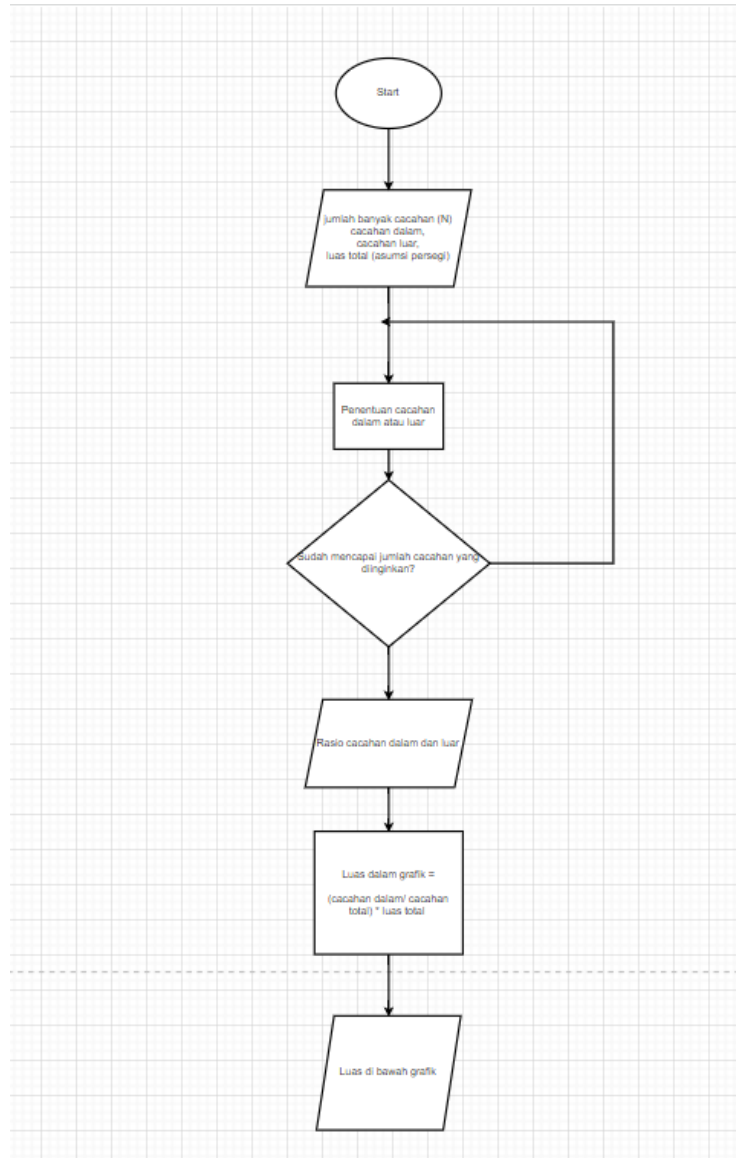 Start
jumlah banyak cacahan (N)
cacahan dalam,
cacahan luar,
luas total (asumsi persegi)
Penentuan cacahan
dalam atau luar
Sudah mencapai jumlah cacahan yang
diinginkan?
Rasio cacahan dalam dan luar
Luas dalam grafik =
(cacahan dalam/ cacahan
total) * luas total
Luas di bawah grafik